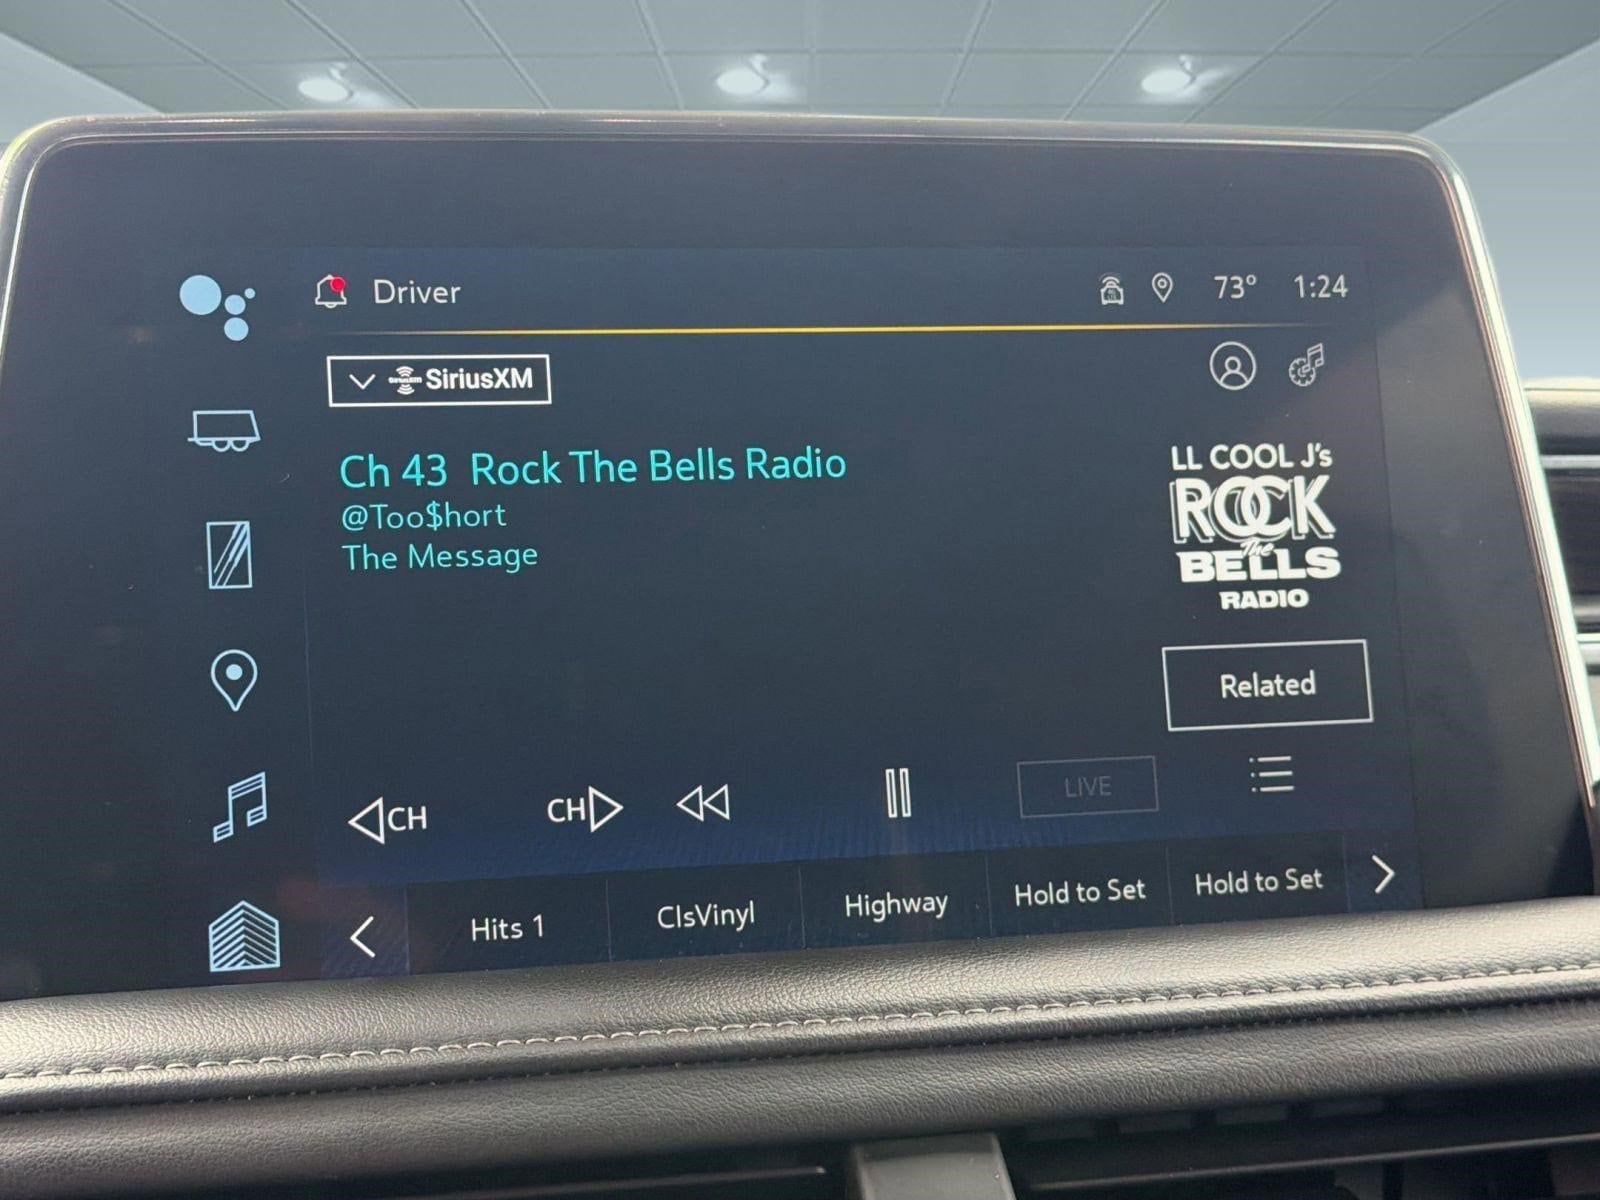 Driver
73° 1:24
SiriusXM
Ch 43 Rock The Bells Radio
@Too$hort
The Message
LL COOL J's
ROCK
The
BELLS
RADIO
Related
CH
CH
LIVE
Hits 1
ClsVinyl
Highway
Hold to Set
Hold to Set